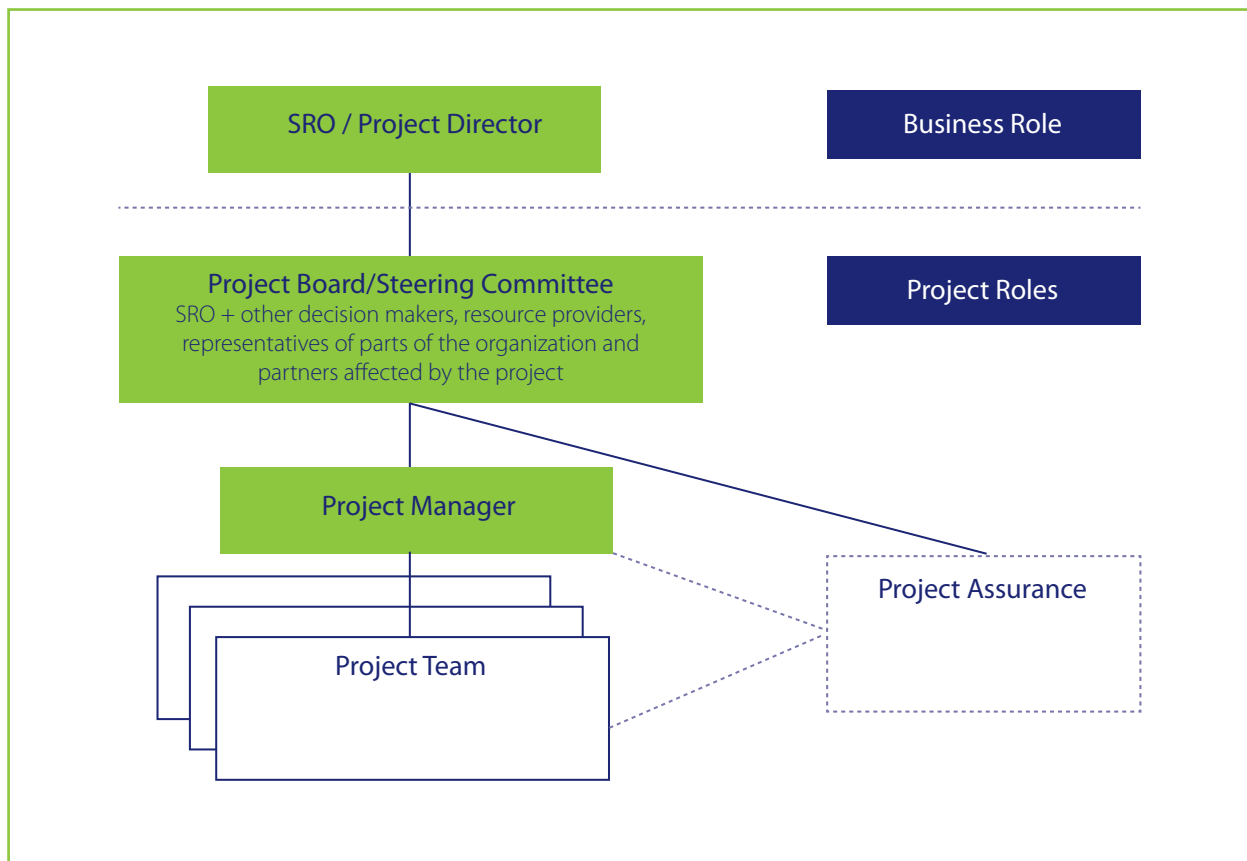 SRO / Project Director
Business Role
Project Board/Steering Committee
SRO + other decision makers, resource providers,
representatives of parts of the organization and
partners affected by the project
Project Roles
Project Manager
Project Assurance
Project Team